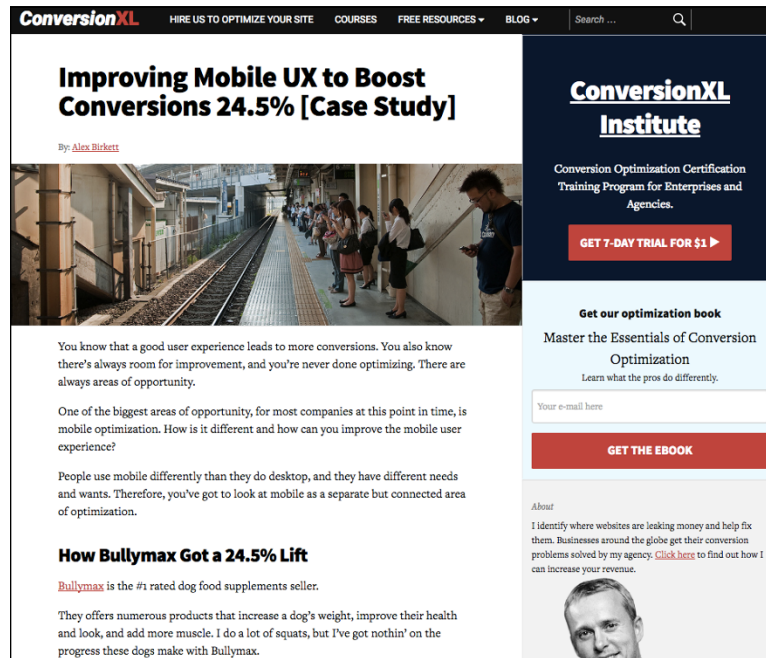 ConversionXL
HIRE US TO OPTIMIZE YOUR SITE
COURSES
FREE RESOURCES
BLOG
Search ...
Improving Mobile UX to Boost
Conversions 24.5% [Case Study]
By: Alex Birkett
You know that a good user experience leads to more conversions. You also know
there's always room for improvement, and you're never done optimizing. There are
always areas of opportunity.
One of the biggest areas of opportunity, for most companies at this point in time, is
mobile optimization. How is it different and how can you improve the mobile user
experience?
People use mobile differently than they do desktop, and they have different needs
and wants. Therefore, you've got to look at mobile as a separate but connected area
of optimization.
How Bullymax Got a 24.5% Lift
Bullymax is the #1 rated dog food supplements seller.
They offers numerous products that increase a dog's weight, improve their health
and look, and add more muscle. I do a lot of squats, but I've got nothin' on the
progress these dogs make with Bullymax.
ConversionXL
Institute
Conversion Optimization Certification
Training Program for Enterprises and
Agencies.
GET 7-DAY TRIAL FOR $1
Get our optimization book
Master the Essentials of Conversion
Optimization
Learn what the pros do differently.
Your e-mail here
GET THE EBOOK
About
I identify where websites are leaking money and help fix
them. Businesses around the globe get their conversion
problems solved by my agency. Click here to find out how I
can increase your revenue.